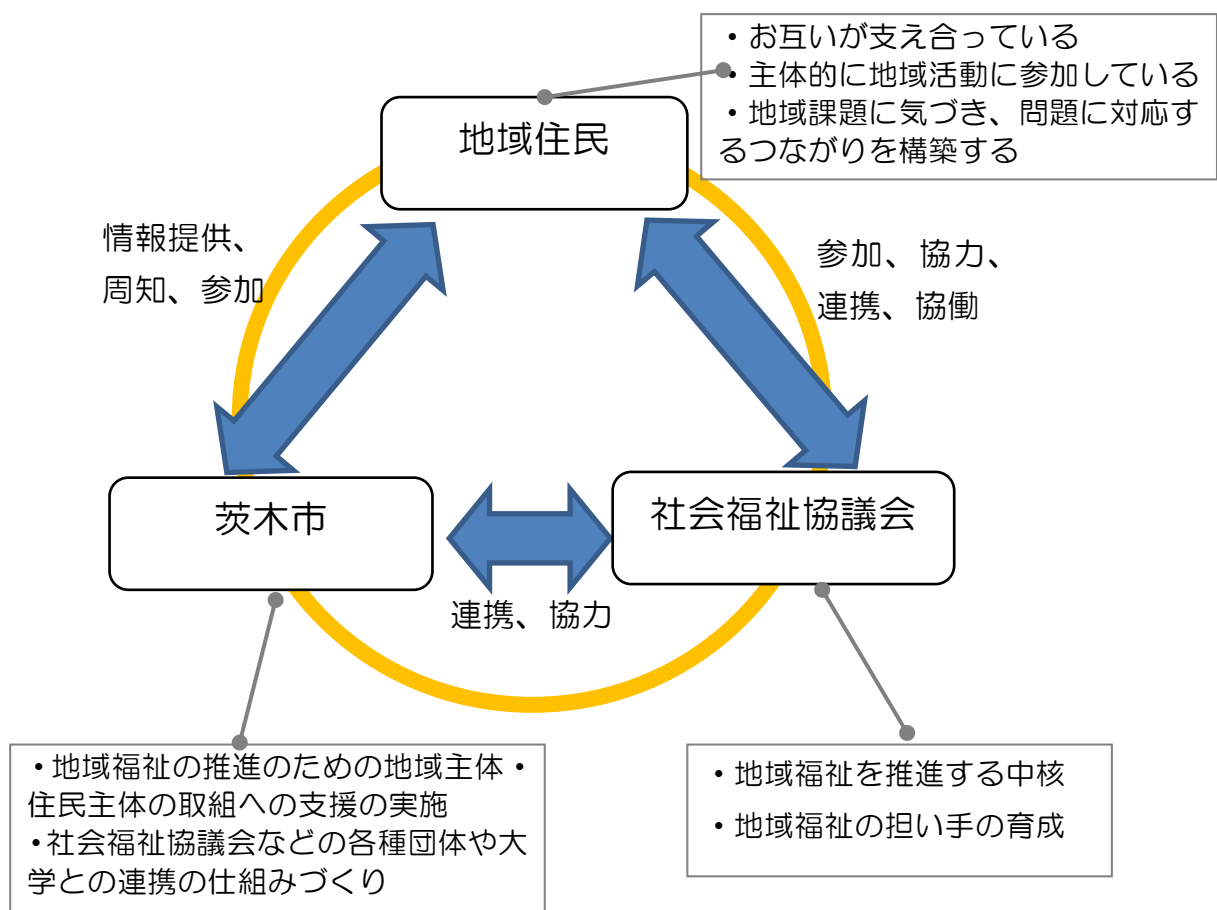 ・お互いが支え合っている
・主体的に地域活動に参加している
・地域課題に気づき、問題に対応す
るつながりを構築する
地域住民
情報提供、
周知、参加
参加、協力、
連携、協働
茨木市
社会福祉協議会
連携、協力
・地域福祉の推進のための地域主体・
住民主体の取組への支援の実施
・社会福祉協議会などの各種団体や大
学との連携の仕組みづくり
・地域福祉を推進する中核
・地域福祉の担い手の育成